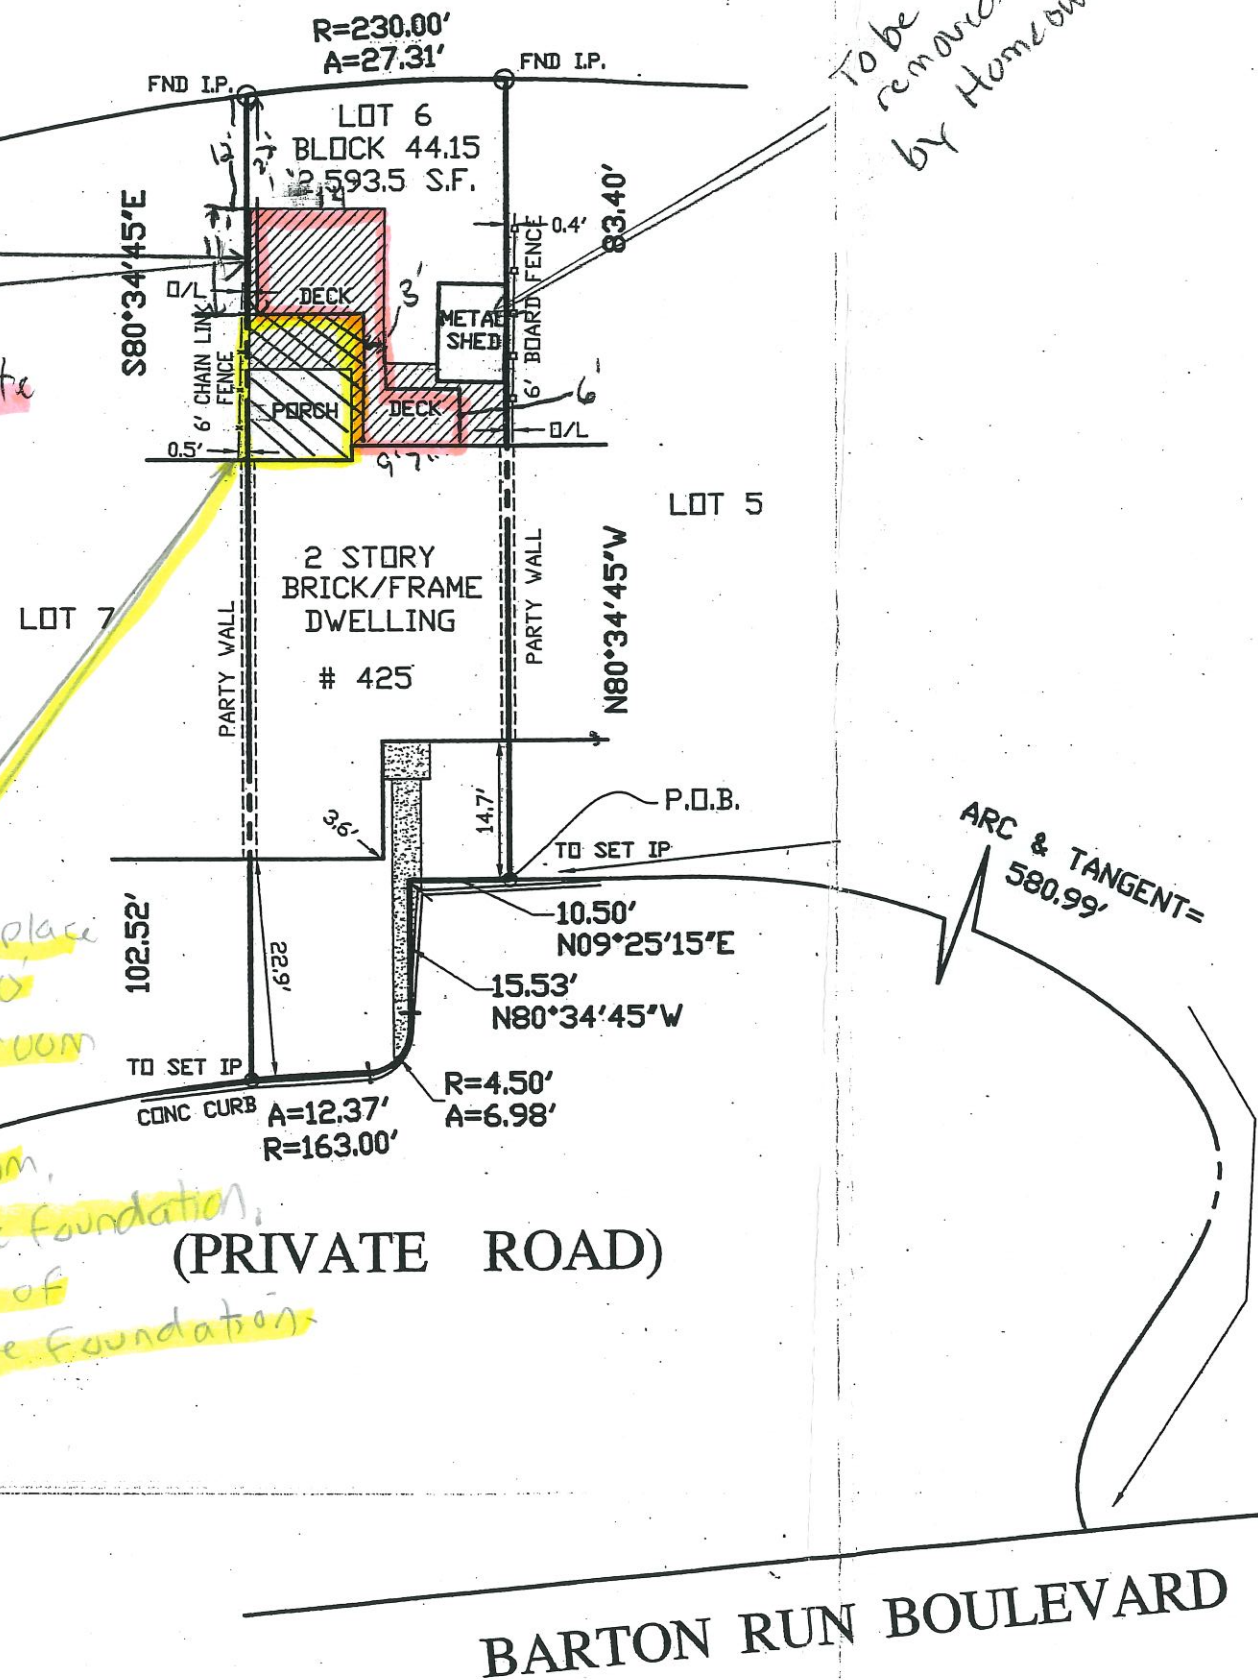 To be
removed
by Homeow
R=230.00'
A=27.31'
FND I.P.
FND I.P.
LOT 6
BLOCK 44.15
2,593.5 S.F.
12'
S80°34'45"E
83.40'
0.4'
6' BOARD FENCE
O/L
DECK
3'
METAL
SHED
6' CHAIN LINK
FENCE
PORCH
DECK
6'
O/L
0.5'
9'7"
LOT 5
2 STORY
BRICK/FRAME
DWELLING
# 425
LOT 7
PARTY WALL
PARTY WALL
N80°34'45"W
14.7'
P.O.B.
3.6'
TO SET IP
ARC & TANGENT=
580.99'
place
102.52'
22.9'
10.50'
N09°25'15"E
15.53'
N80°34'45"W
room
TO SET IP
CONC CURB
A=12.37'
R=163.00'
R=4.50'
A=6.98'
foundation.
of
foundation.
(PRIVATE ROAD)
BARTON RUN BOULEVARD